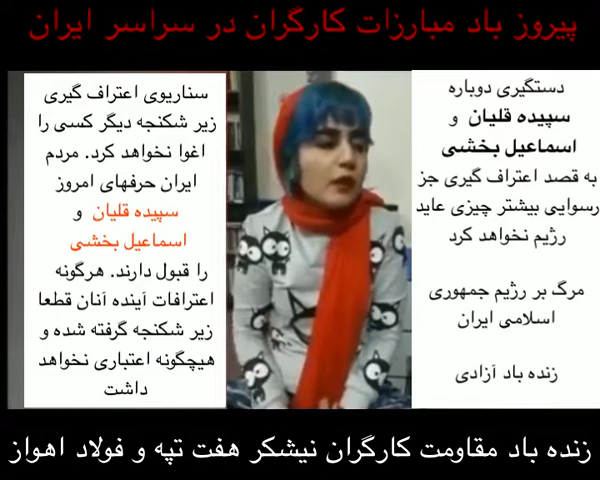 پیروز باد مبارزات کارگران در سراسر ایران
دستگیری دوباره
سپیده قلیان و
اسماعیل بخشی
به قصد اعتراف گیری جز
رسوایی بیشتر چیزی عاید
رژیم نخواهد کرد
مرگ بر رژیم جمهوری
اسلامی ایران
زنده باد آزادی
سناریوی اعتراف گیری
زیر شکنجه دیگر کسی را
اغوا نخواهد کرد. مردم
ایران حرفهای امروز
سپیده قلیان و
اسماعیل بخشی
را قبول دارند. هرگونه
اعترافات آینده آنان قطعا
زیر شکنجه گرفته شده و
هیچگونه اعتباری نخواهد
داشت
زنده باد مقاومت کارگران نیشکر هفت تپه و فولاد اهواز